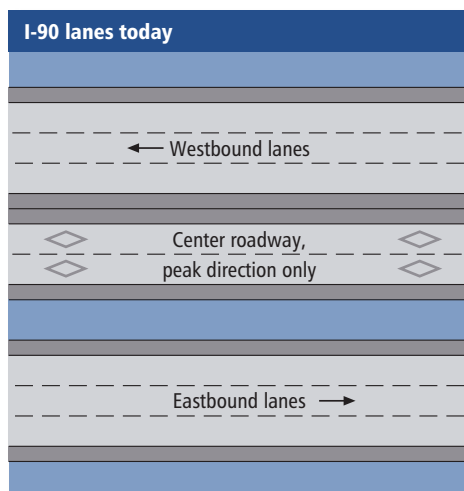 I-90 lanes today
Westbound lanes
Center roadway,
peak direction only
Eastbound lanes